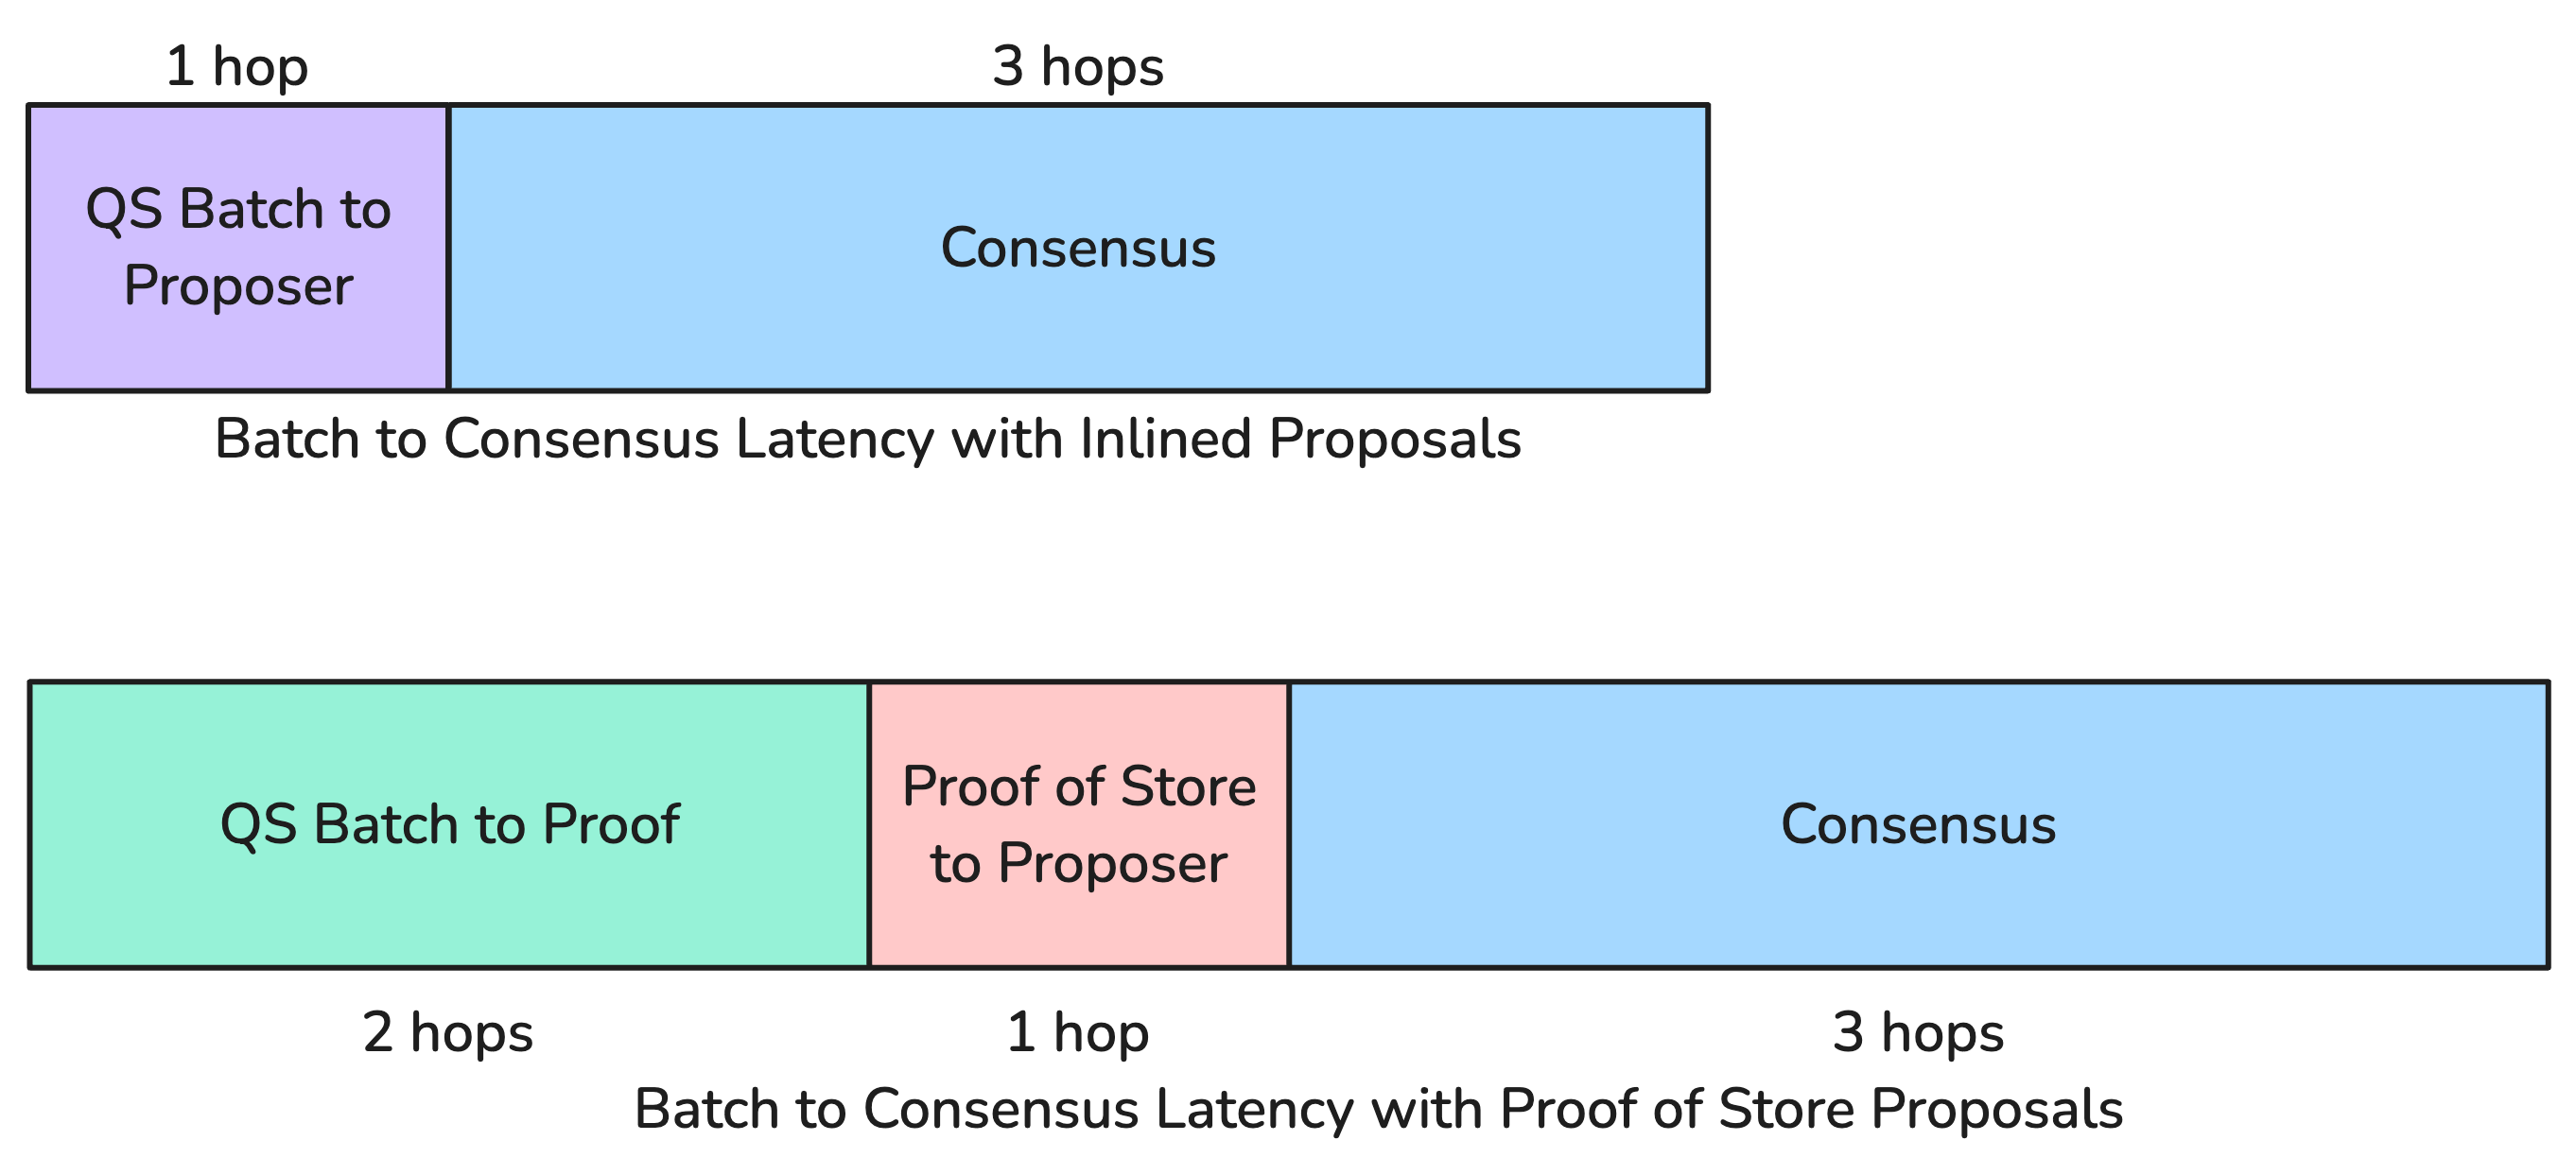 1 hop
3 hops
QS Batch to
Proposer
Consensus
Batch to Consensus Latency with Inlined Proposals
QS Batch to Proof
Proof of Store
to Proposer
Consensus
2 hops
1 hop
3 hops
Batch to Consensus Latency with Proof of Store Proposals